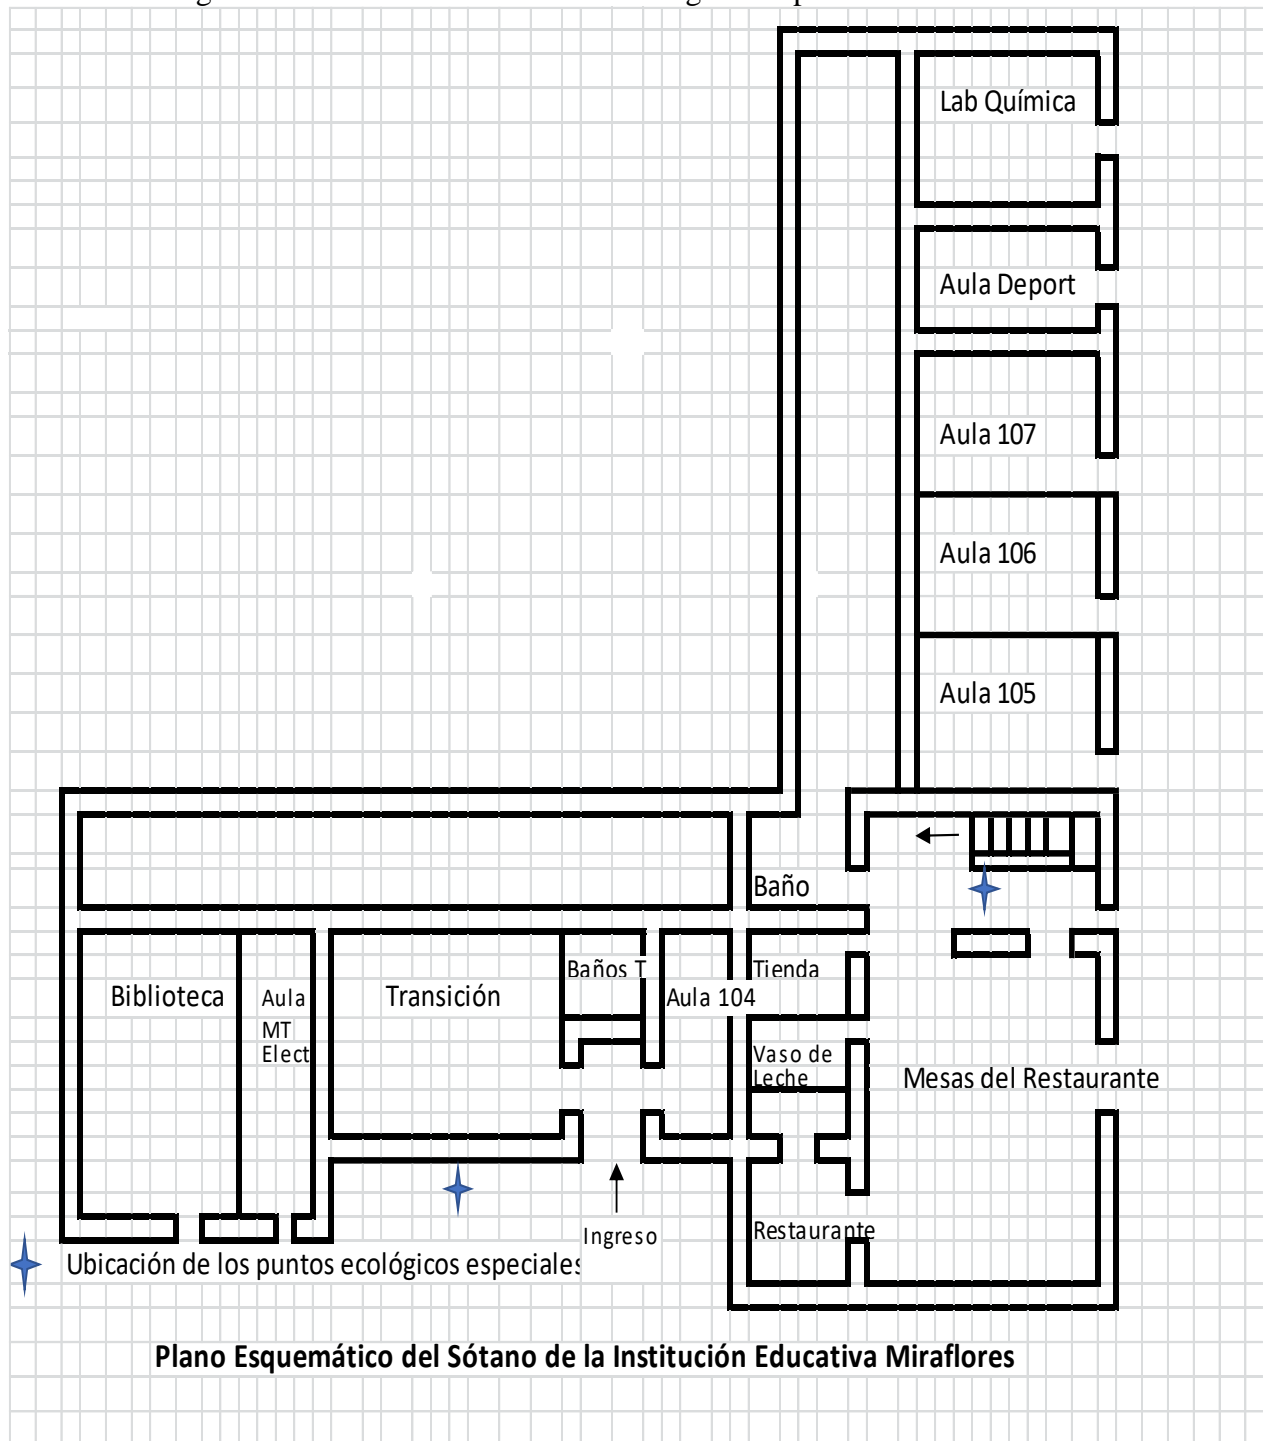 Lab Química
Aula Deport
Aula 107
Aula 106
Aula 105
Baño
Baños T
Tienda
Biblioteca
Aula
MT
Elect
Transición
Aula 104
Vaso de
Leche
Mesas del Restaurante
Restaurante
Ingreso
Ubicación de los puntos ecológicos especiales
Plano Esquemático del Sótano de la Institución Educativa Miraflores